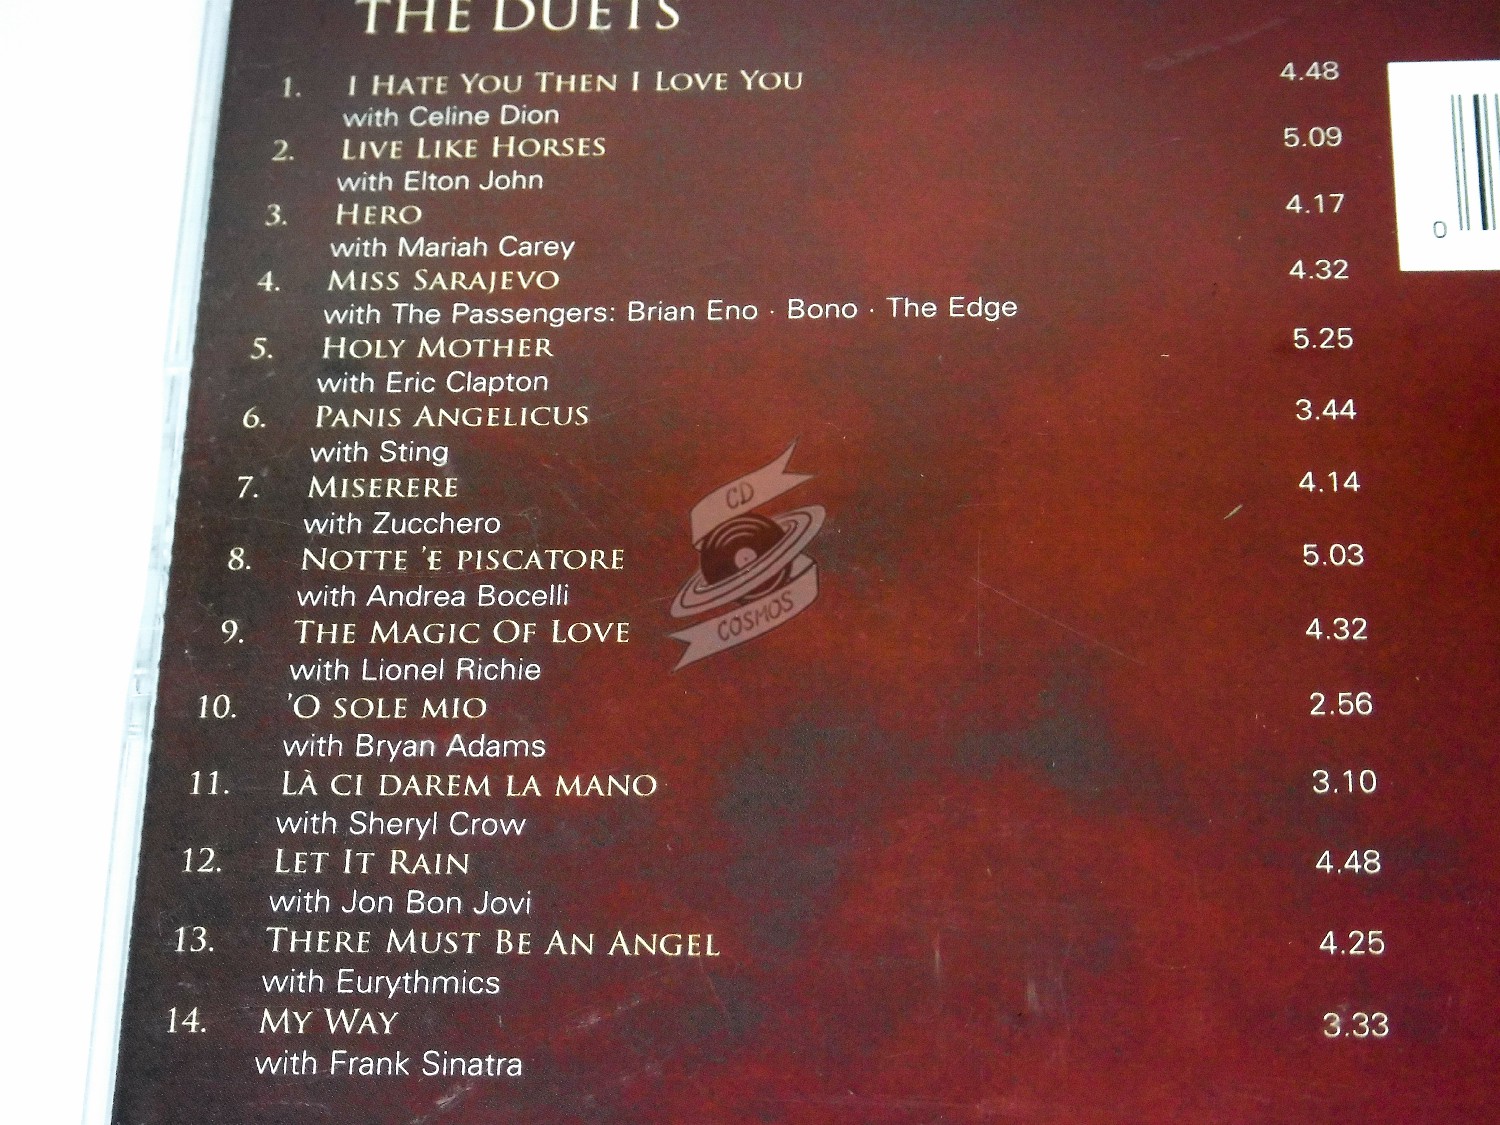 THE DUETS
1. I HATE YOU THEN I LOVE YOU 4.48
with Celine Dion
2. LIVE LIKE HORSES 5.09
with Elton John
3. HERO 4.17
with Mariah Carey
4. MISS SARAJEVO 4.32
with The Passengers: Brian Eno · Bono · The Edge
5. HOLY MOTHER 5.25
with Eric Clapton
6. PANIS ANGELICUS 3.44
with Sting
7. MISERERE 4.14
with Zucchero
8. NOTTE 'E PISCATORE 5.03
with Andrea Bocelli
9. THE MAGIC OF LOVE 4.32
with Lionel Richie
10. 'O SOLE MIO 2.56
with Bryan Adams
11. LÀ CI DAREM LA MANO 3.10
with Sheryl Crow
12. LET IT RAIN 4.48
with Jon Bon Jovi
13. THERE MUST BE AN ANGEL 4.25
with Eurythmics
14. MY WAY 3.33
with Frank Sinatra
0
CD
COSMOS